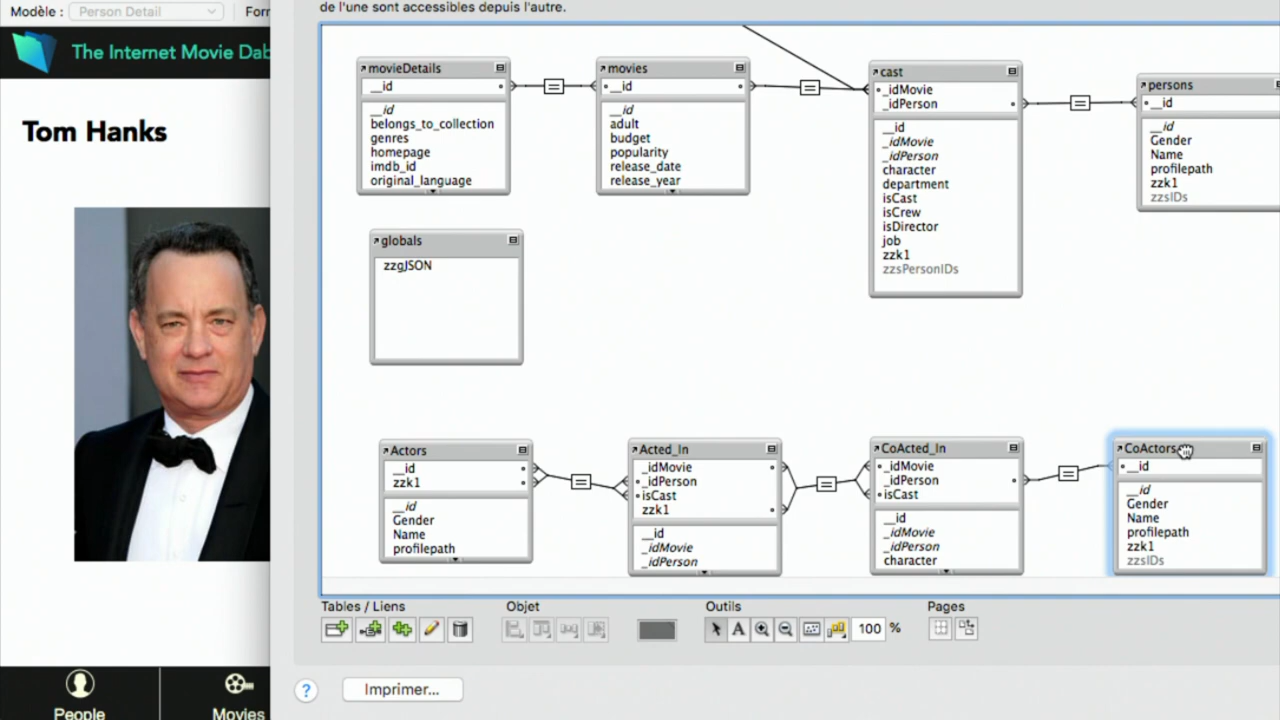 Modèle : Person Detail
de l'une sont accessibles depuis l'autre.
The Internet Movie Dat
Tom Hanks
People
Movies
movieDetails
__id
__id
belongs_to_collection
genres
homepage
imdb_id
original_language
movies
__id
__id
adult
budget
popularity
release_date
release_year
cast
_idMovie
_idPerson
__id
_idMovie
_idPerson
character
department
isCast
isCrew
isDirector
job
zzk1
zzsPersonIDs
persons
__id
__id
Gender
Name
profilepath
zzk1
zzsIDs
globals
zzgJSON
Actors
__id
zzk1
__id
Gender
Name
profilepath
Acted_In
_idMovie
_idPerson
isCast
zzk1
__id
_idMovie
_idPerson
CoActed_In
_idMovie
_idPerson
isCast
__id
_idMovie
_idPerson
character
CoActors
__id
__id
Gender
Name
profilepath
zzk1
zzsIDs
Tables / Liens
Objet
Outils
Pages
A
100 %
? Imprimer...